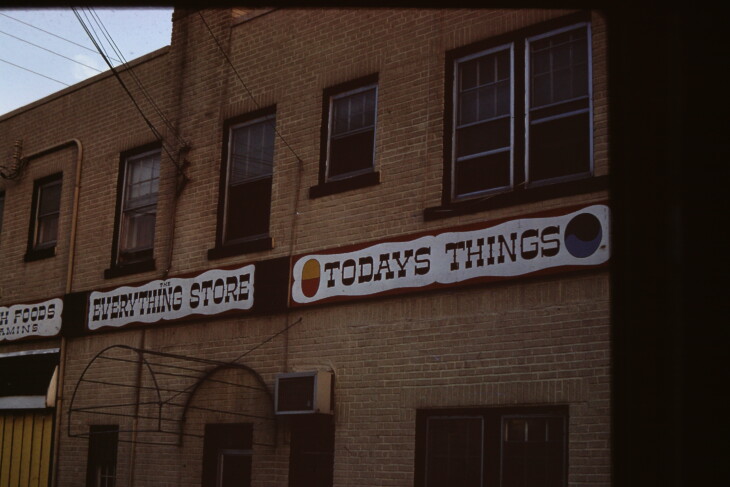 H FOODS
AMINS
THE
EVERYTHING STORE
TODAYS THINGS